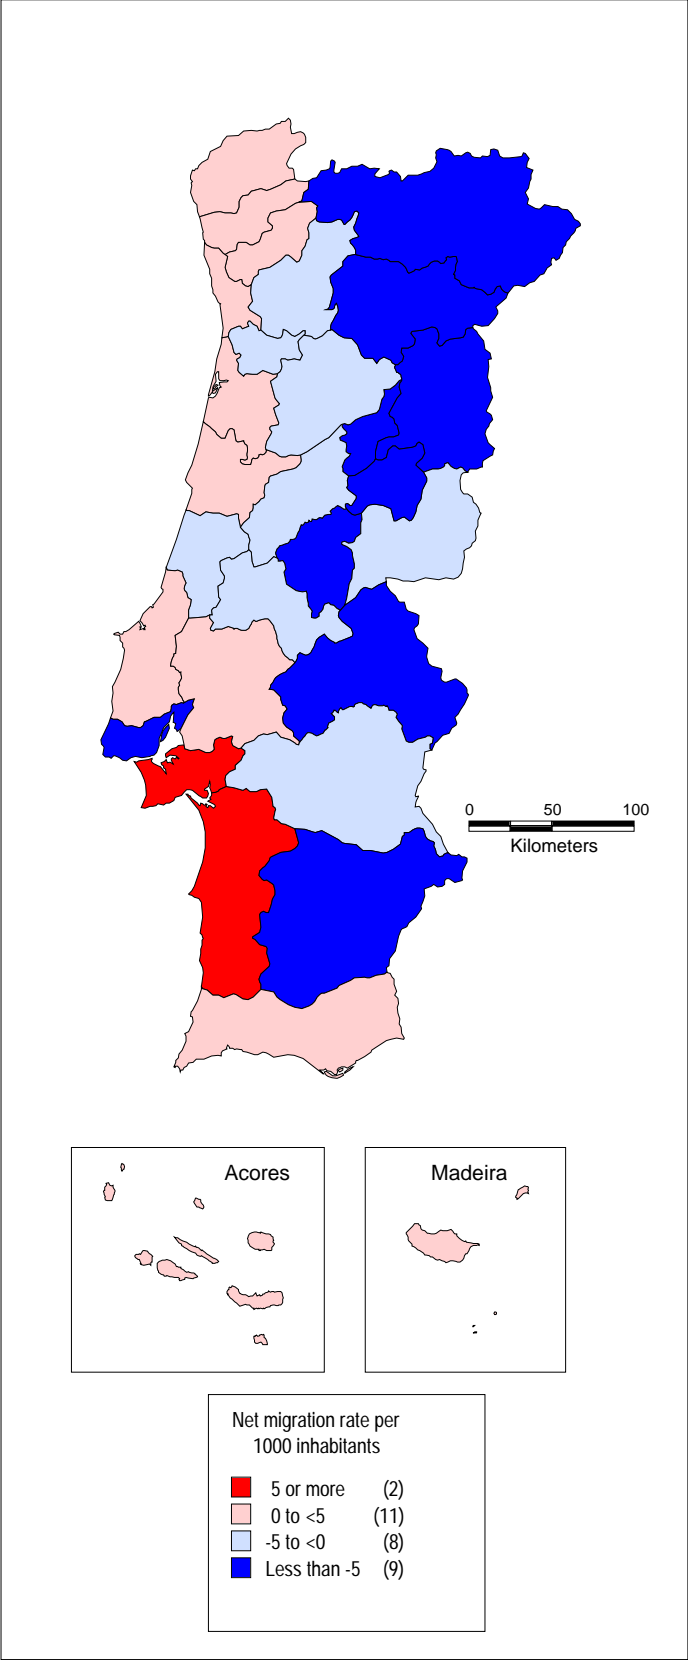 0 50 100
Kilometers
Acores
Madeira
Net migration rate per
1000 inhabitants
5 or more (2)
0 to <5 (11)
-5 to <0 (8)
Less than -5 (9)